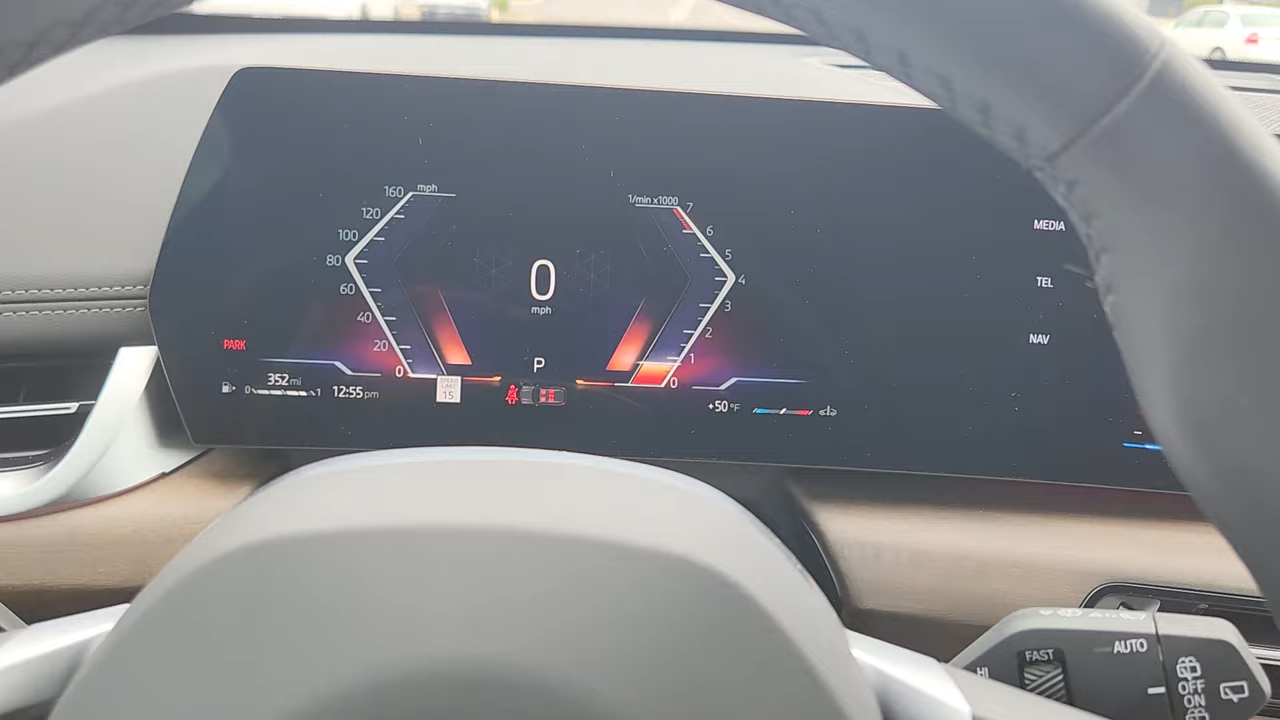 160 mph
120
100
80
60
40
20
0
0
mph
P
1/min x1000 7
6
5
4
3
2
1
0
PARK
352 mi
0 1
12:55 pm
SPEED
LIMIT
15
+50 °F
MEDIA
TEL
NAV
HI
FAST
AUTO
OFF
ON